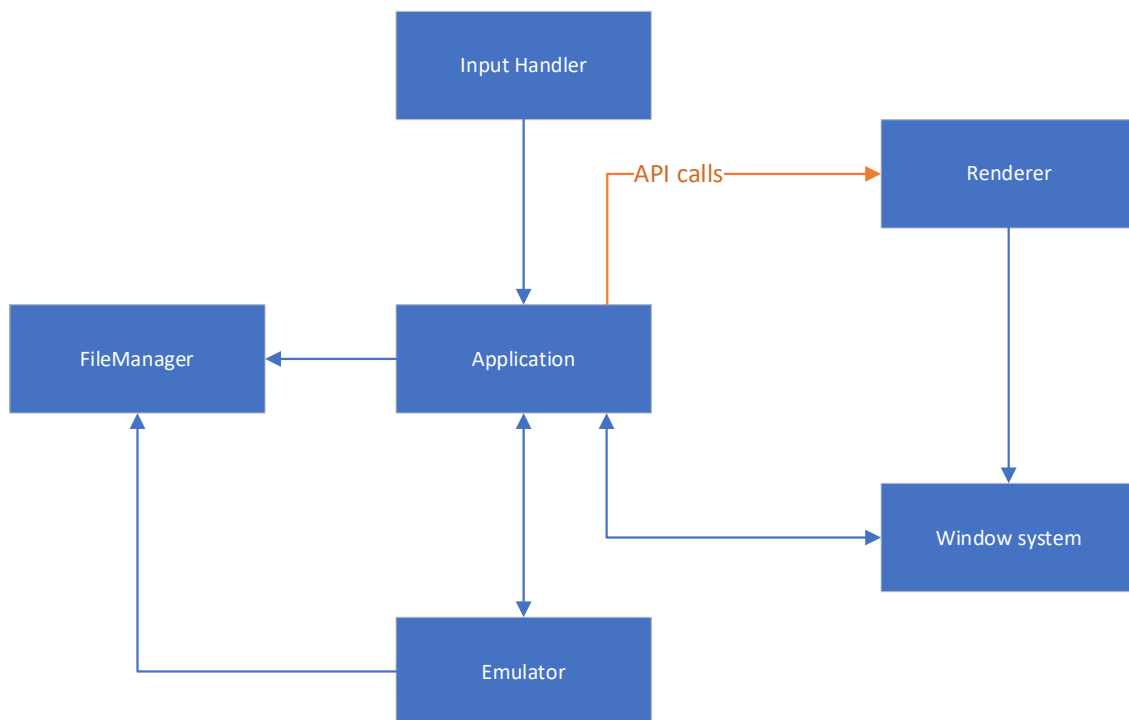 Input Handler
API calls
Renderer
FileManager
Application
Window system
Emulator